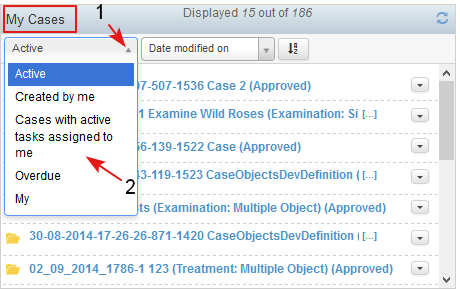 1
My Cases
Displayed 15 out of 186
Active
Date modified on
Active
07-507-1536 Case 2 (Approved)
Created by me
Cases with active
tasks assigned to
me
1 Examine Wild Roses (Examination: Si [...]
56-139-1522 Case (Approved)
43-119-1523 CaseObjectsDevDefinition ( [...]
Overdue
2
My
ts (Examination: Multiple Object) (Approved)
30-08-2014-17-26-26-871-1420 CaseObjectsDevDefinition ( [...]
02_09_2014_1786-1 123 (Treatment: Multiple Object) (Approved)